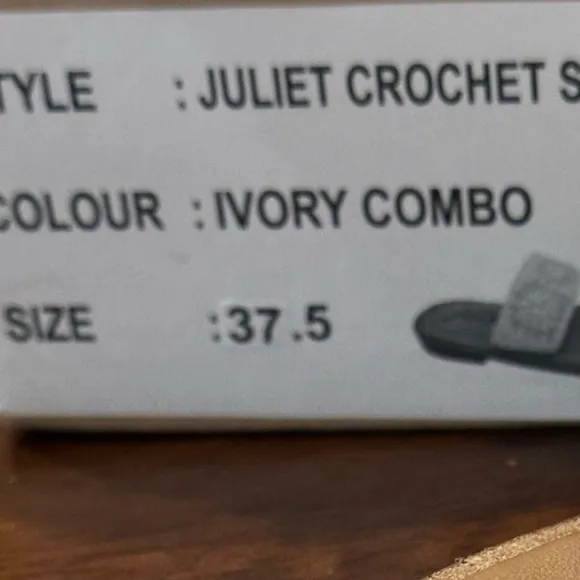 TYLE : JULIET CROCHET S
COLOUR : IVORY COMBO
SIZE :37.5